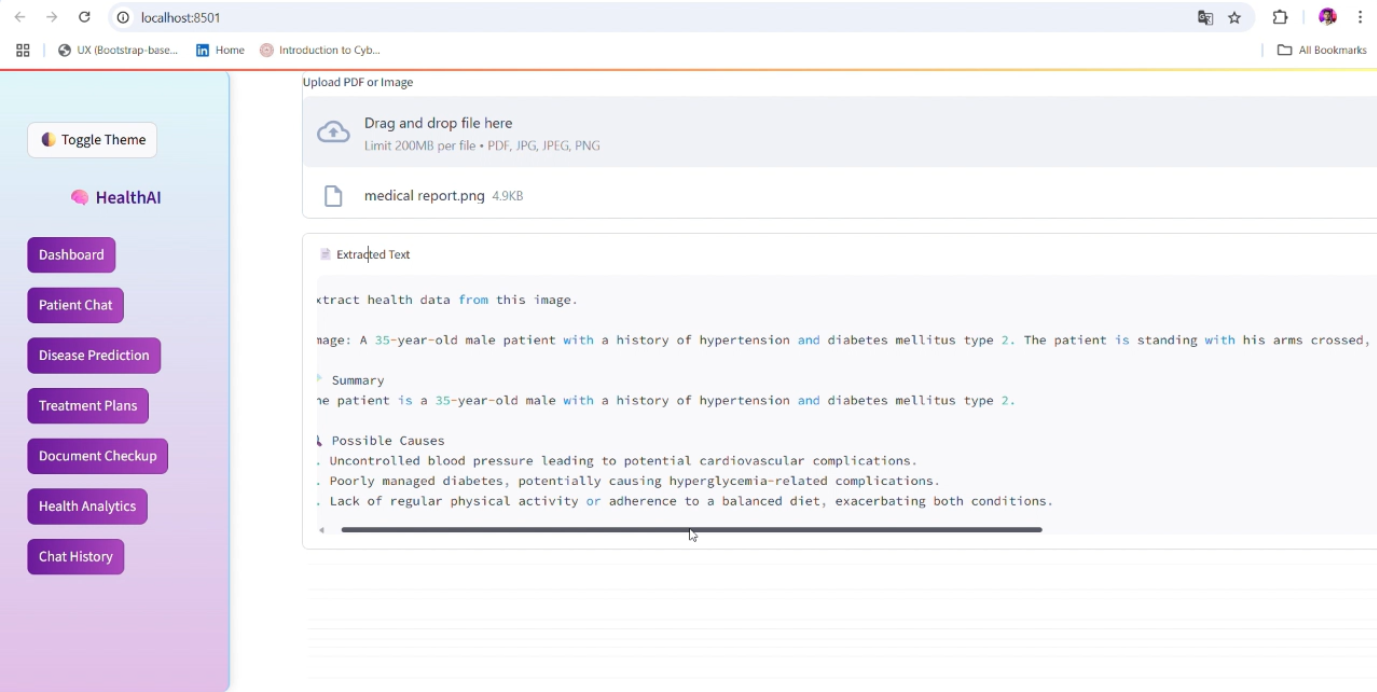 localhost:8501
UX (Bootstrap-base...
Home
Introduction to Cyb...
All Bookmarks
Toggle Theme
HealthAI
Dashboard
Patient Chat
Disease Prediction
Treatment Plans
Document Checkup
Health Analytics
Chat History
Upload PDF or Image
Drag and drop file here
Limit 200MB per file • PDF, JPG, JPEG, PNG
medical report.png 4.9KB
Extracted Text
xtract health data from this image.
mage: A 35-year-old male patient with a history of hypertension and diabetes mellitus type 2. The patient is standing with his arms crossed,
Summary
he patient is a 35-year-old male with a history of hypertension and diabetes mellitus type 2.
Possible Causes
. Uncontrolled blood pressure leading to potential cardiovascular complications.
. Poorly managed diabetes, potentially causing hyperglycemia-related complications.
. Lack of regular physical activity or adherence to a balanced diet, exacerbating both conditions.